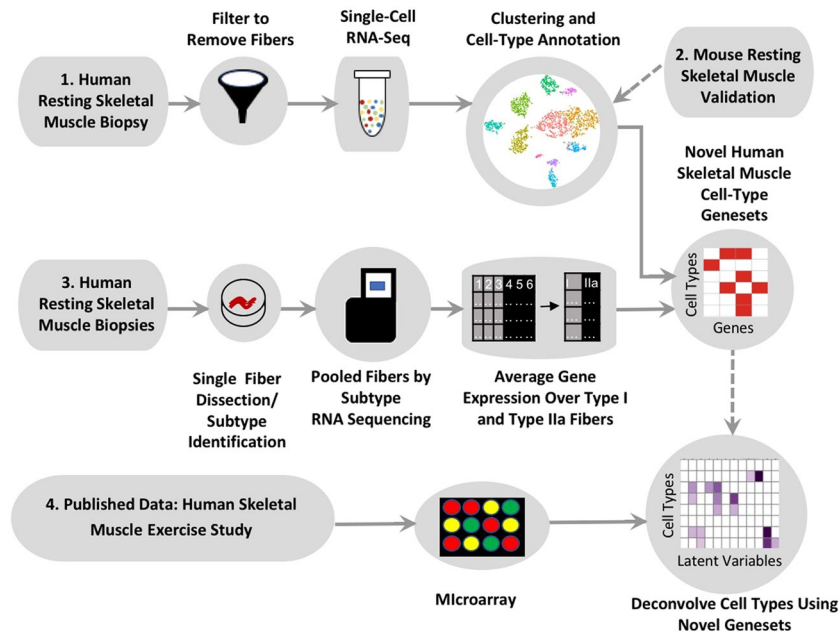 Filter to
Remove Fibers
Single-Cell
RNA-Seq
Clustering and
Cell-Type Annotation
1. Human
Resting Skeletal
Muscle Biopsy
2. Mouse Resting
Skeletal Muscle
Validation
Novel Human
Skeletal Muscle
Cell-Type
Genesets
Cell Types
Genes
3. Human
Resting Skeletal
Muscle Biopsies
1 2 3 4 5 6
I IIa
Single Fiber
Dissection/
Subtype
Identification
Pooled Fibers by
Subtype
RNA Sequencing
Average Gene
Expression Over Type I
and Type IIa Fibers
4. Published Data: Human Skeletal
Muscle Exercise Study
MIcroarray
Cell Types
Latent Variables
Deconvolve Cell Types Using
Novel Genesets